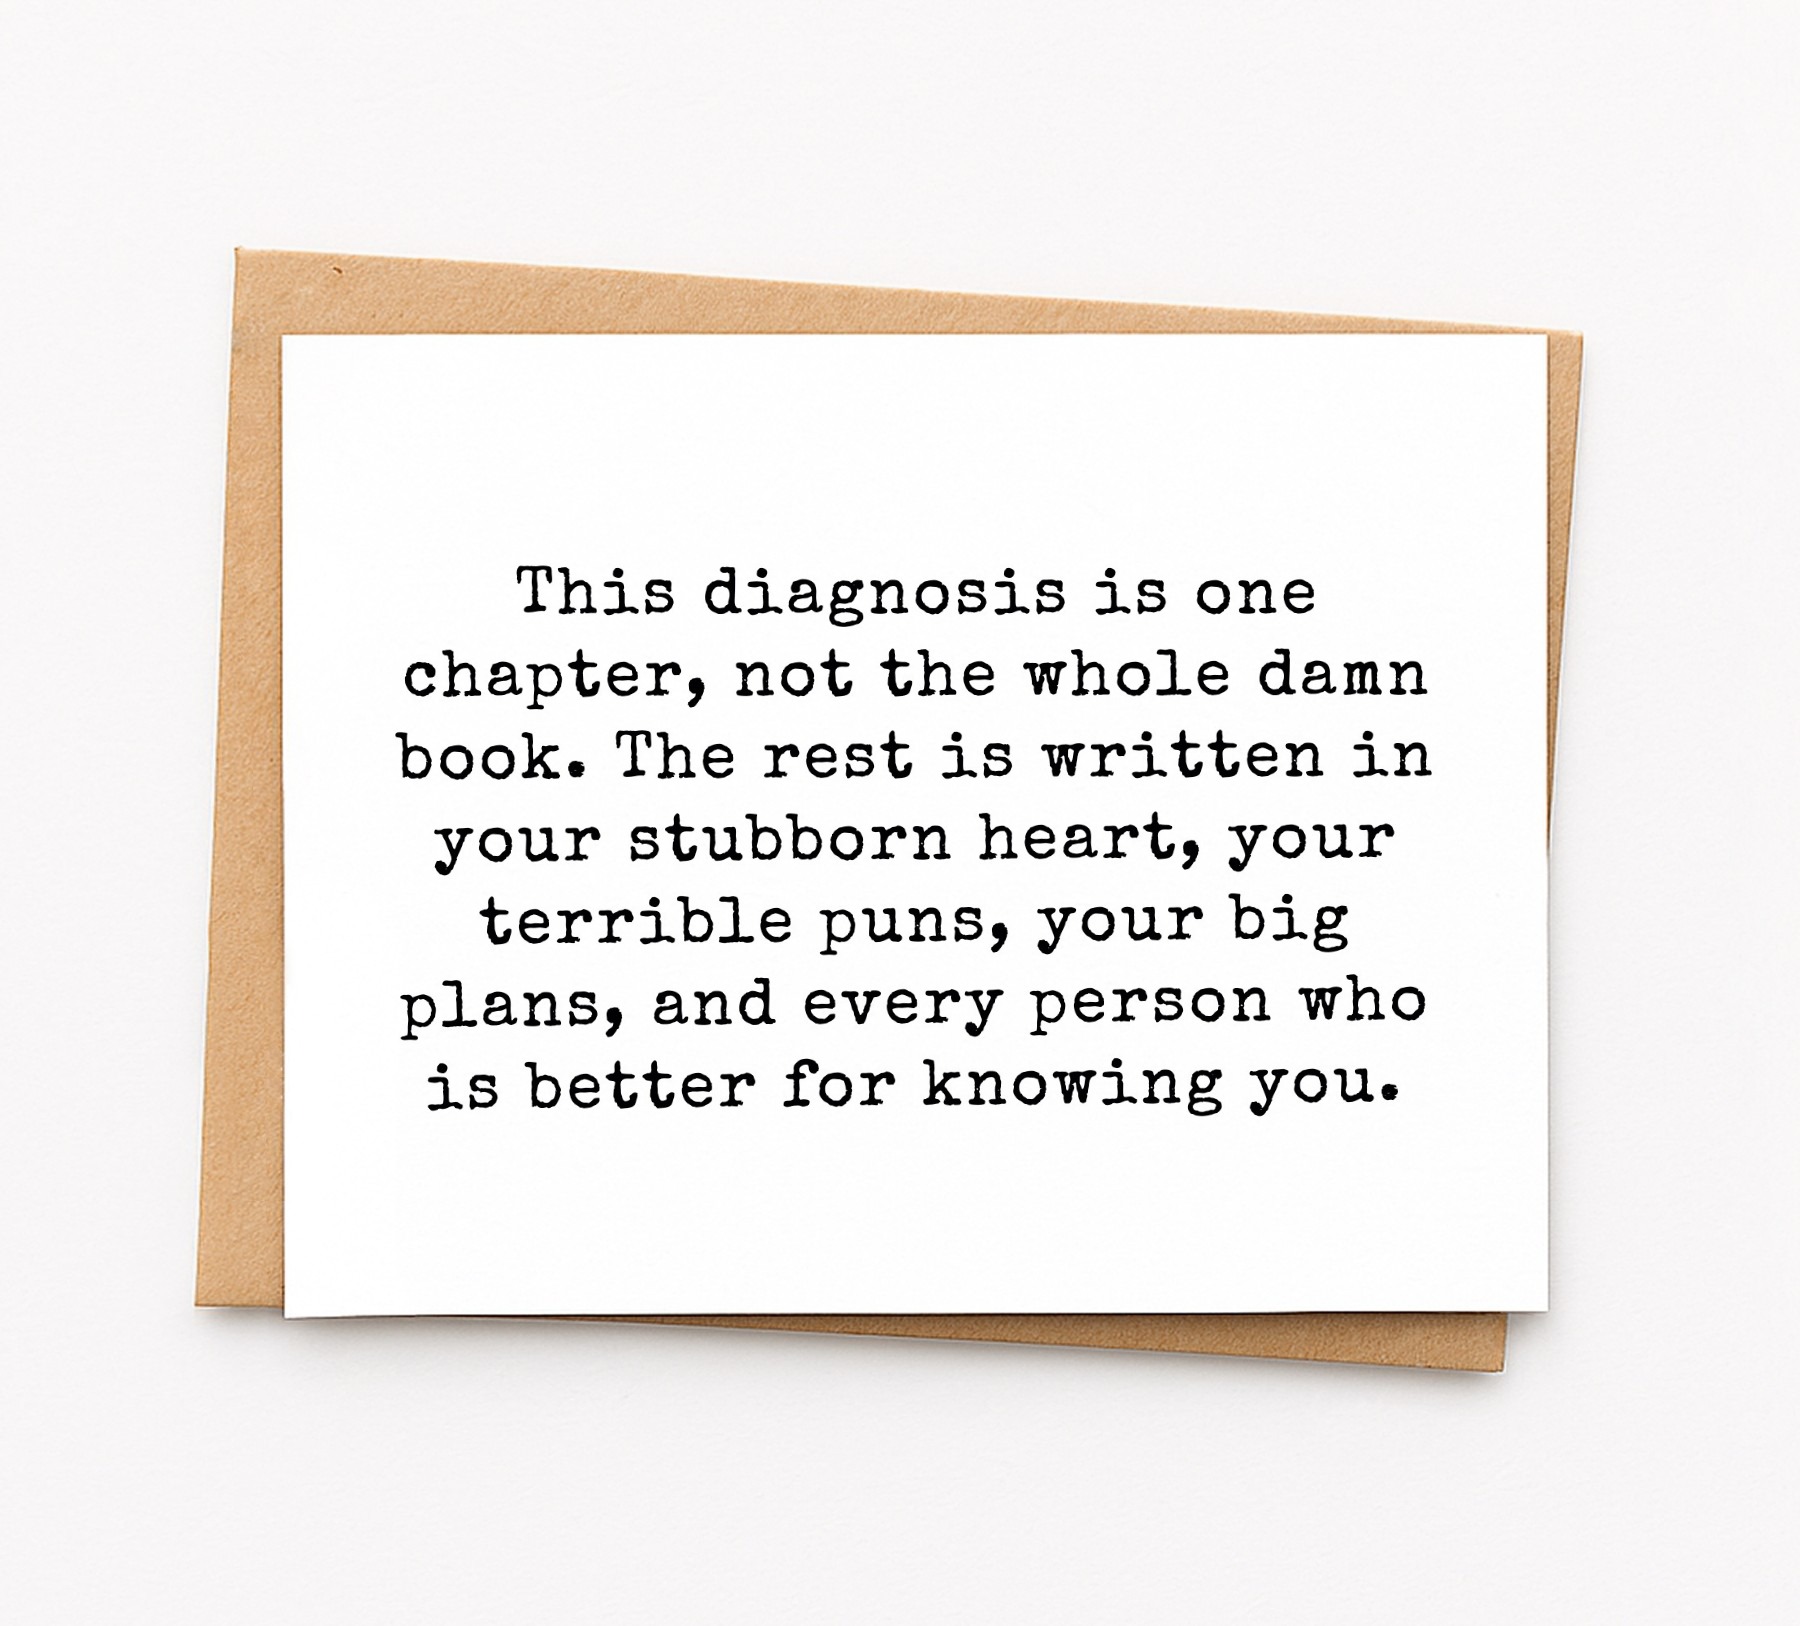 This diagnosis is one
chapter, not the whole damn
book. The rest is written in
your stubborn heart, your
terrible puns, your big
plans, and every person who
is better for knowing you.